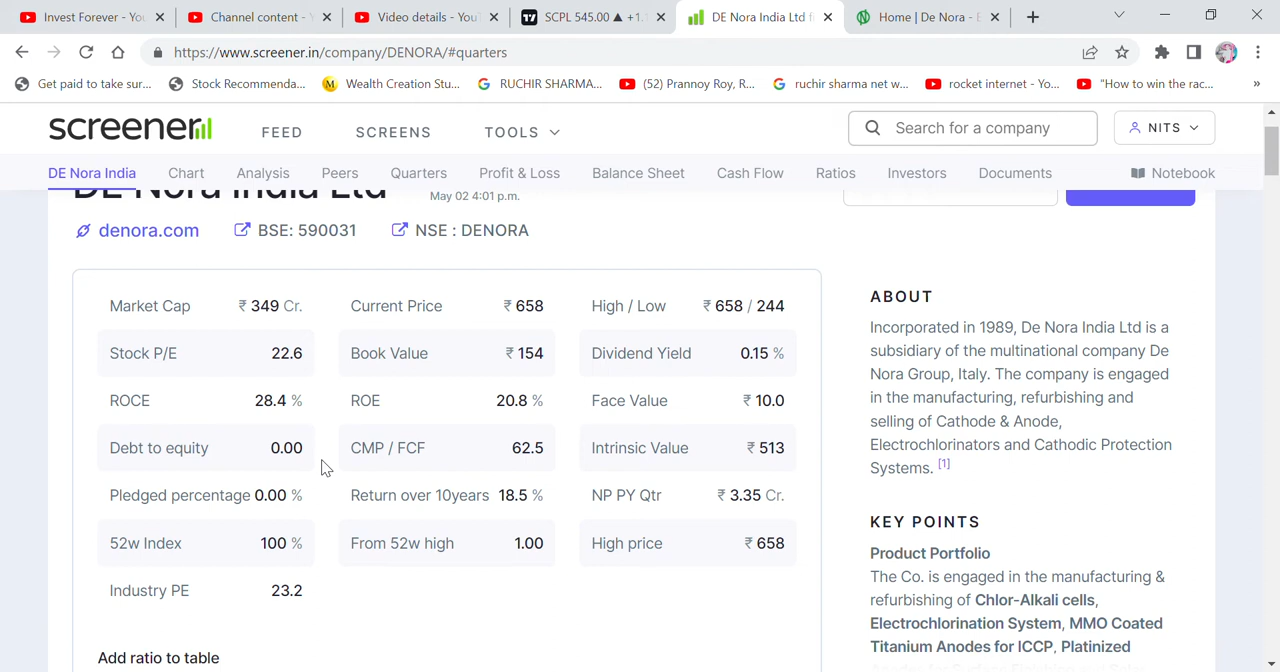 Invest Forever - You
Channel content - Y
Video details - YouT
SCPL 545.00 ▲ +1.
DE Nora India Ltd fi
Home | De Nora - E
https://www.screener.in/company/DENORA/#quarters
Get paid to take sur...
Stock Recommenda...
Wealth Creation Stu...
RUCHIR SHARMA...
(52) Prannoy Roy, R...
ruchir sharma net w...
rocket internet - Yo...
"How to win the rac...
»
screener
FEED
SCREENS
TOOLS
Search for a company
NITS
DE Nora India
Chart
Analysis
Peers
Quarters
Profit & Loss
Balance Sheet
Cash Flow
Ratios
Investors
Documents
Notebook
DE Nora India Ltd
May 02 4:01 p.m.
denora.com
BSE: 590031
NSE : DENORA
Market Cap ₹ 349 Cr.
Current Price ₹ 658
High / Low ₹ 658 / 244
Stock P/E 22.6
Book Value ₹ 154
Dividend Yield 0.15 %
ROCE 28.4 %
ROE 20.8 %
Face Value ₹ 10.0
Debt to equity 0.00
CMP / FCF 62.5
Intrinsic Value ₹ 513
Pledged percentage 0.00 %
Return over 10years 18.5 %
NP PY Qtr ₹ 3.35 Cr.
52w Index 100 %
From 52w high 1.00
High price ₹ 658
Industry PE 23.2
Add ratio to table
ABOUT
Incorporated in 1989, De Nora India Ltd is a
subsidiary of the multinational company De
Nora Group, Italy. The company is engaged
in the manufacturing, refurbishing and
selling of Cathode & Anode,
Electrochlorinators and Cathodic Protection
Systems. [1]
KEY POINTS
Product Portfolio
The Co. is engaged in the manufacturing &
refurbishing of Chlor-Alkali cells,
Electrochlorination System, MMO Coated
Titanium Anodes for ICCP, Platinized